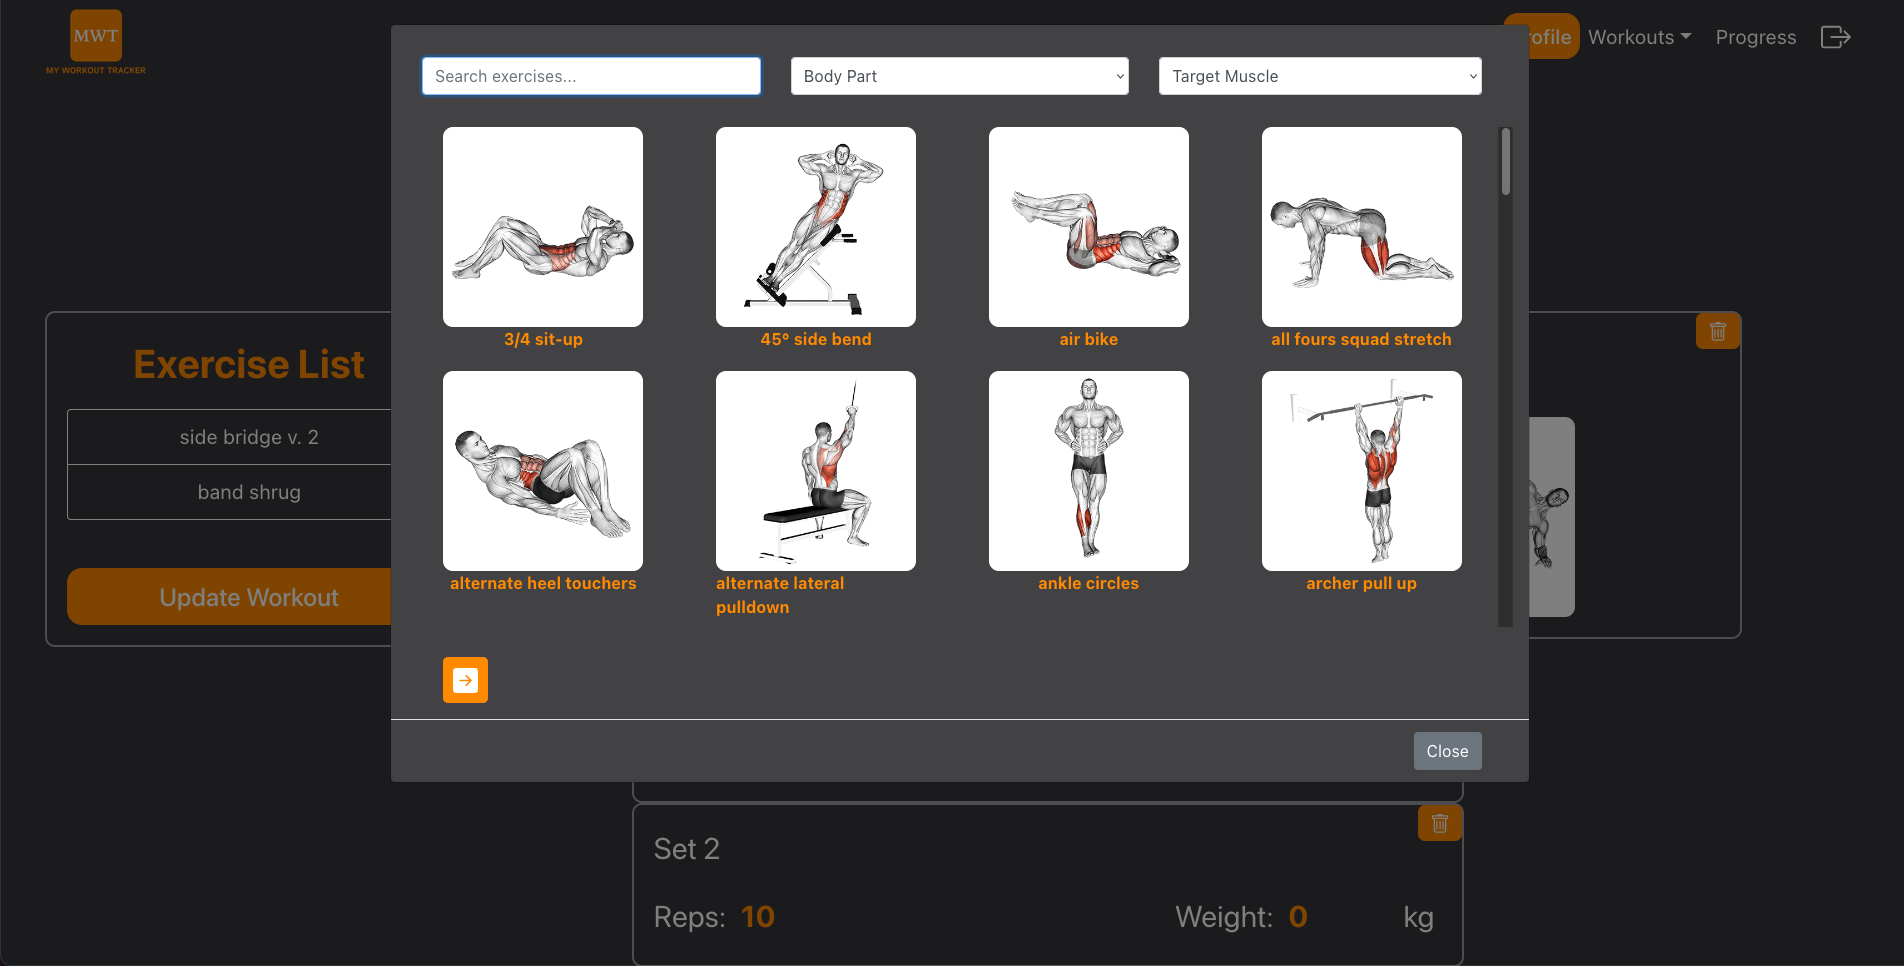 MWT
MY WORKOUT TRACKER
Workouts
Progress
Search exercises...
Body Part
Target Muscle
3/4 sit-up
45° side bend
air bike
all fours squad stretch
alternate heel touchers
alternate lateral
pulldown
ankle circles
archer pull up
Close
Exercise List
side bridge v. 2
band shrug
Update Workout
Set 2
Reps: 10
Weight: 0
kg